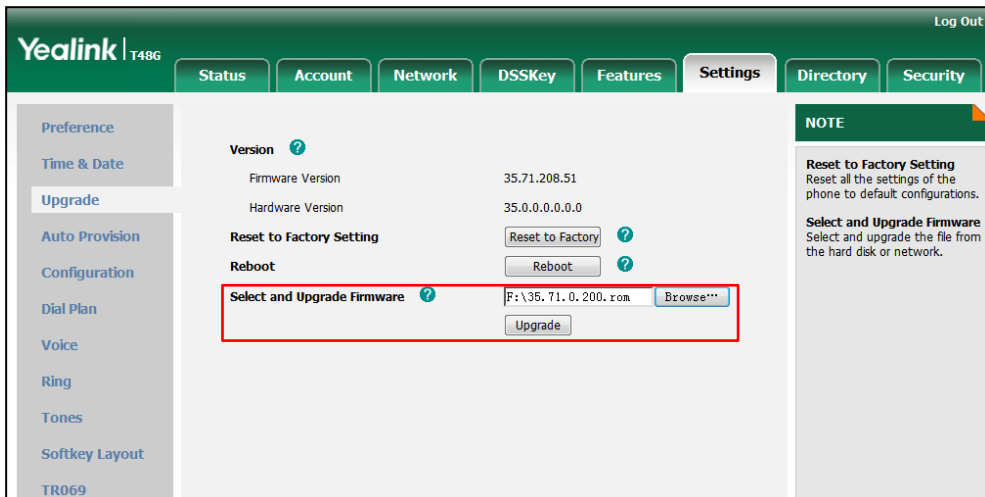 Log Out
Yealink | T48G
Status Account Network DSSKey Features Settings Directory Security
Preference
Time & Date
Upgrade
Auto Provision
Configuration
Dial Plan
Voice
Ring
Tones
Softkey Layout
TR069
Version ?
Firmware Version 35.71.208.51
Hardware Version 35.0.0.0.0.0.0
Reset to Factory Setting Reset to Factory ?
Reboot Reboot ?
Select and Upgrade Firmware ? F:\35.71.0.200.rom Browse...
Upgrade
NOTE
Reset to Factory Setting
Reset all the settings of the
phone to default configurations.
Select and Upgrade Firmware
Select and upgrade the file from
the hard disk or network.